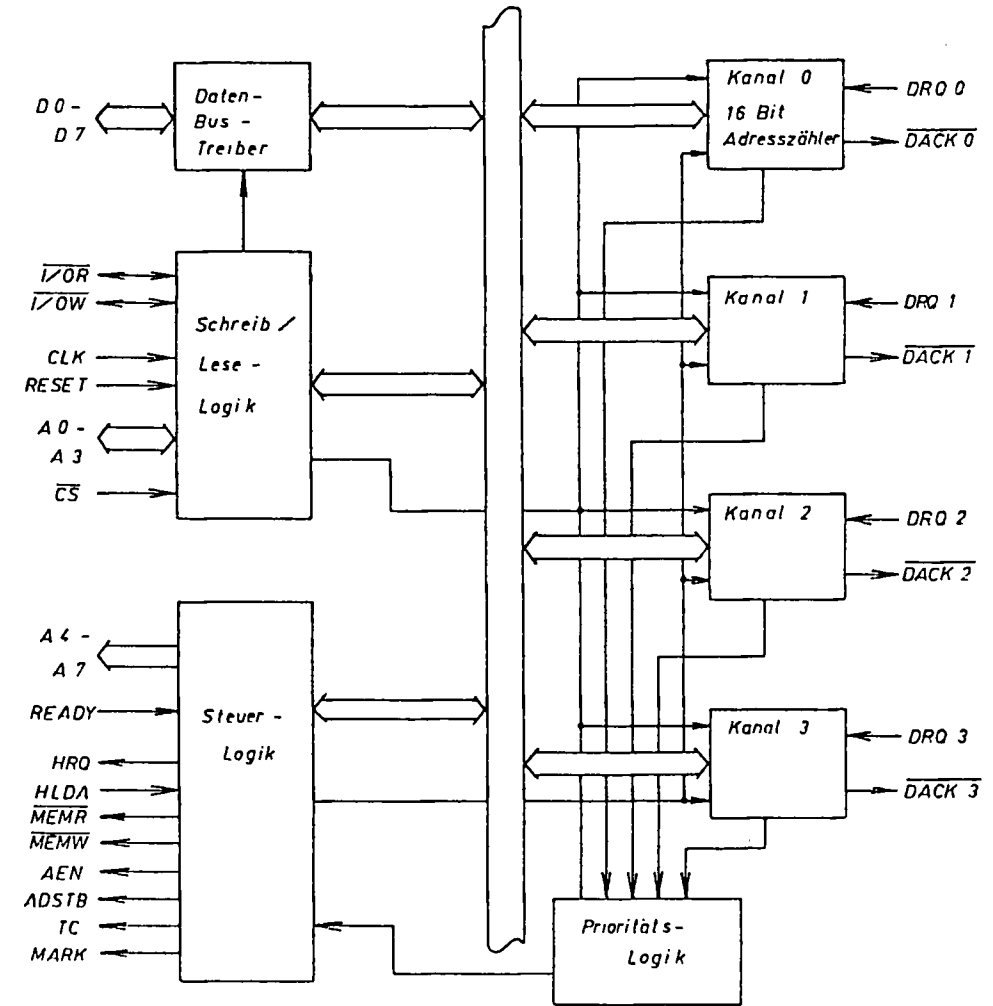 D0-
D7
Daten-
Bus-
Treiber
I/OR
I/OW
CLK
RESET
A0-
A3
CS
Schreib/
Lese-
Logik
A4-
A7
READY
HRQ
HLDA
MEMR
MEMW
AEN
ADSTB
TC
MARK
Steuer-
Logik
Kanal 0
16 Bit
Adresszähler
DRQ 0
DACK 0
Kanal 1
DRQ 1
DACK 1
Kanal 2
DRQ 2
DACK 2
Kanal 3
DRQ 3
DACK 3
Prioritäts-
Logik